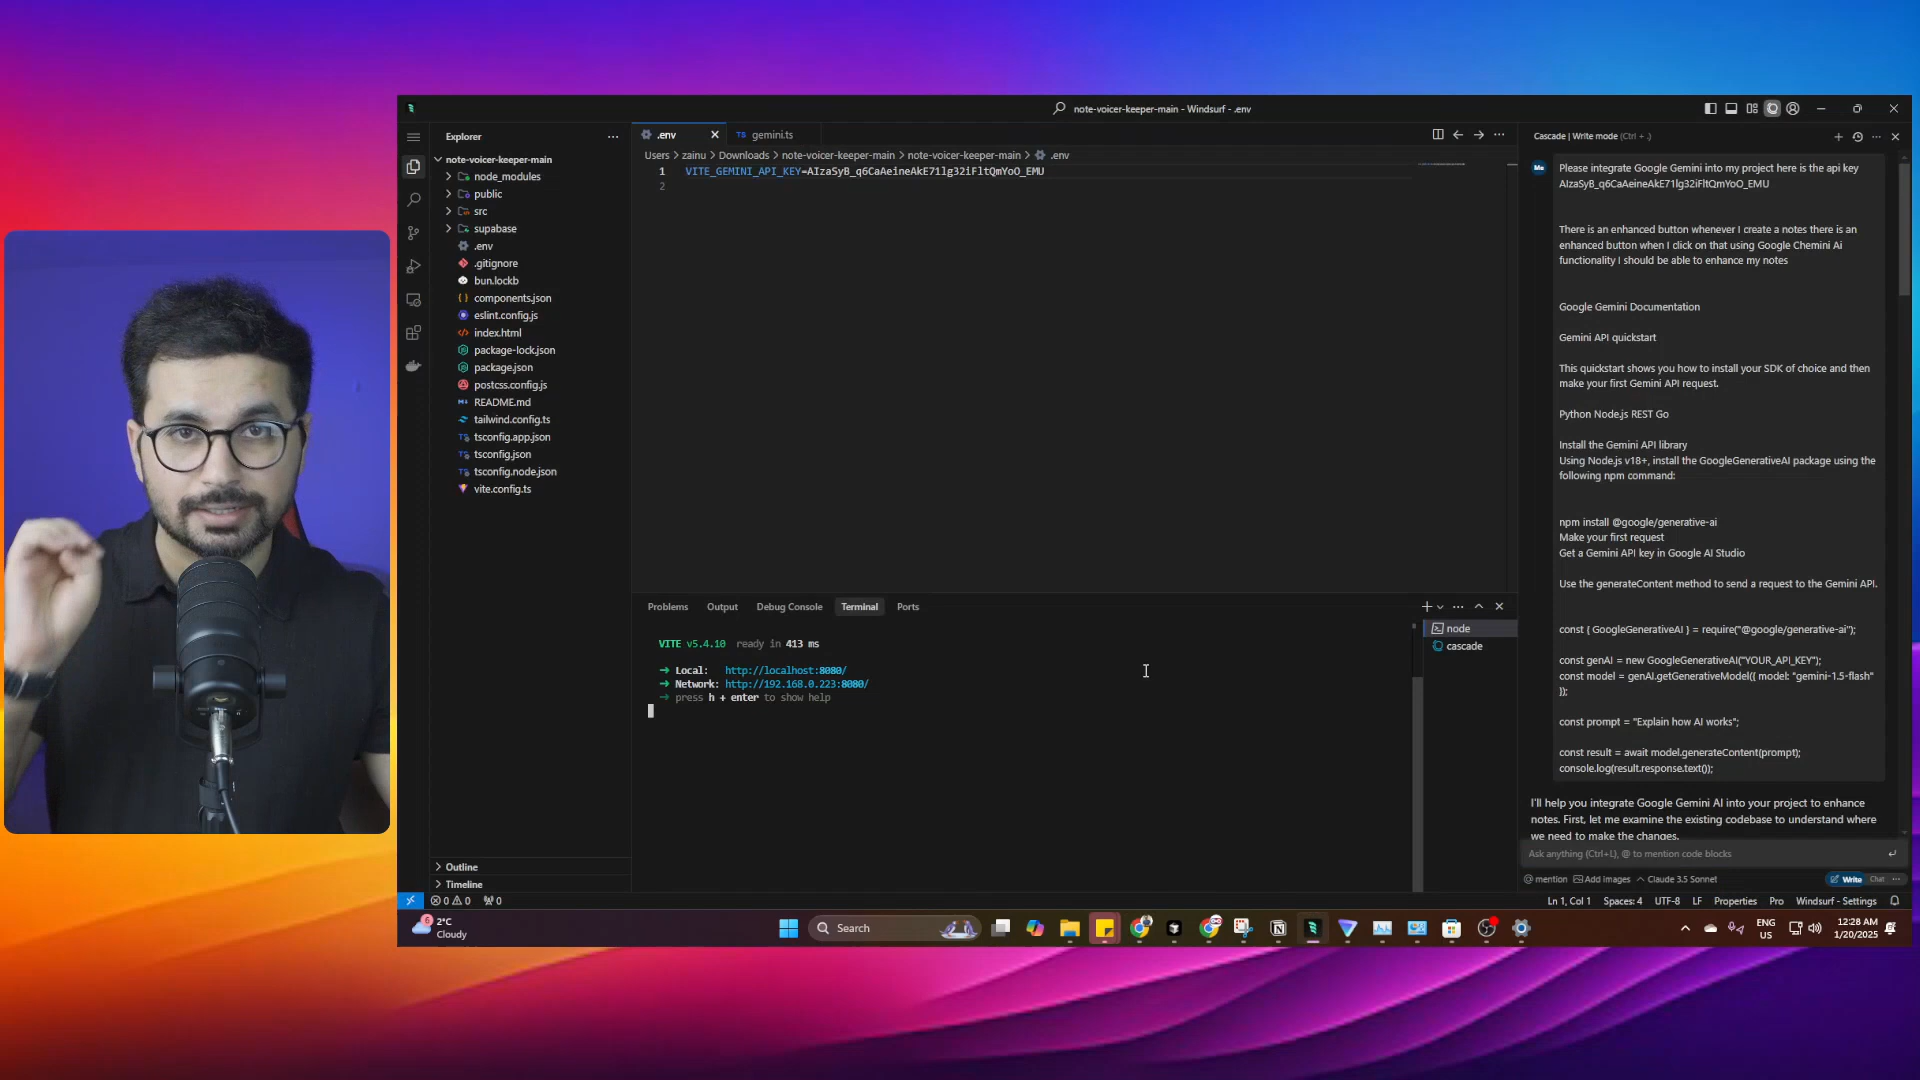 note-voicer-keeper-main - Windsurf - .env
Explorer
.env
gemini.ts
Cascade | Write mode (Ctrl + .)
note-voicer-keeper-main
node_modules
public
src
supabase
.env
.gitignore
bun.lockb
components.json
eslint.config.js
index.html
package-lock.json
package.json
postcss.config.js
README.md
tailwind.config.ts
tsconfig.app.json
tsconfig.json
tsconfig.node.json
vite.config.ts
Outline
Timeline
Users > zainu > Downloads > note-voicer-keeper-main > note-voicer-keeper-main > .env
1 VITE_GEMINI_API_KEY=AIzaSyB_q6CaAeineAkE71lg32iFltQmYoO_EMU
2
Problems Output Debug Console Terminal Ports
VITE v5.4.10 ready in 413 ms
➜ Local: http://localhost:8080/
➜ Network: http://192.168.0.223:8080/
➜ press h + enter to show help
node
cascade
Me
Please integrate Google Gemini into my project here is the api key
AIzaSyB_q6CaAeineAkE71lg32iFltQmYoO_EMU
There is an enhanced button whenever I create a notes there is an
enhanced button when I click on that using Google Chemini Ai
functionality I should be able to enhance my notes
Google Gemini Documentation
Gemini API quickstart
This quickstart shows you how to install your SDK of choice and then
make your first Gemini API request.
Python Node.js REST Go
Install the Gemini API library
Using Node.js v18+, install the GoogleGenerativeAI package using the
following npm command:
npm install @google/generative-ai
Make your first request
Get a Gemini API key in Google AI Studio
Use the generateContent method to send a request to the Gemini API.
const { GoogleGenerativeAI } = require("@google/generative-ai");
const genAI = new GoogleGenerativeAI("YOUR_API_KEY");
const model = genAI.getGenerativeModel({ model: "gemini-1.5-flash"
});
const prompt = "Explain how AI works";
const result = await model.generateContent(prompt);
console.log(result.response.text());
I'll help you integrate Google Gemini AI into your project to enhance
notes. First, let me examine the existing codebase to understand where
we need to make the changes.
Ask anything (Ctrl+L), @ to mention code blocks
@ mention Add images Claude 3.5 Sonnet Write Chat
0 0 0
Ln 1, Col 1 Spaces: 4 UTF-8 LF Properties Pro Windsurf - Settings
6
2°C
Cloudy
Search
ENG
US
12:28 AM
1/20/2025